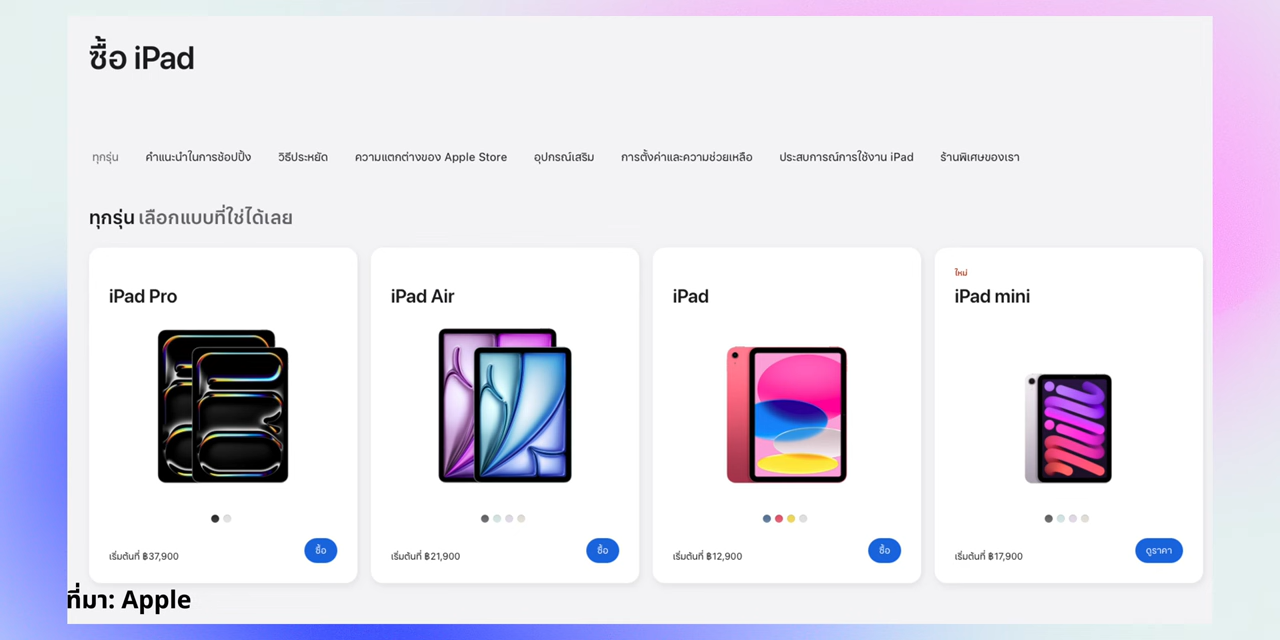 ซื้อ iPad
ทุกรุ่น คำแนะนำในการช้อปปิ้ง วิธีประหยัด ความแตกต่างของ Apple Store อุปกรณ์เสริม การตั้งค่าและความช่วยเหลือ ประสบการณ์การใช้งาน iPad ร้านพิเศษของเรา
ทุกรุ่น เลือกแบบที่ใช่ได้เลย
iPad Pro
เริ่มต้นที่ ฿37,900
ซื้อ
iPad Air
เริ่มต้นที่ ฿21,900
ซื้อ
iPad
เริ่มต้นที่ ฿12,900
ซื้อ
ใหม่
iPad mini
เริ่มต้นที่ ฿17,900
ดูราคา
ที่มา: Apple